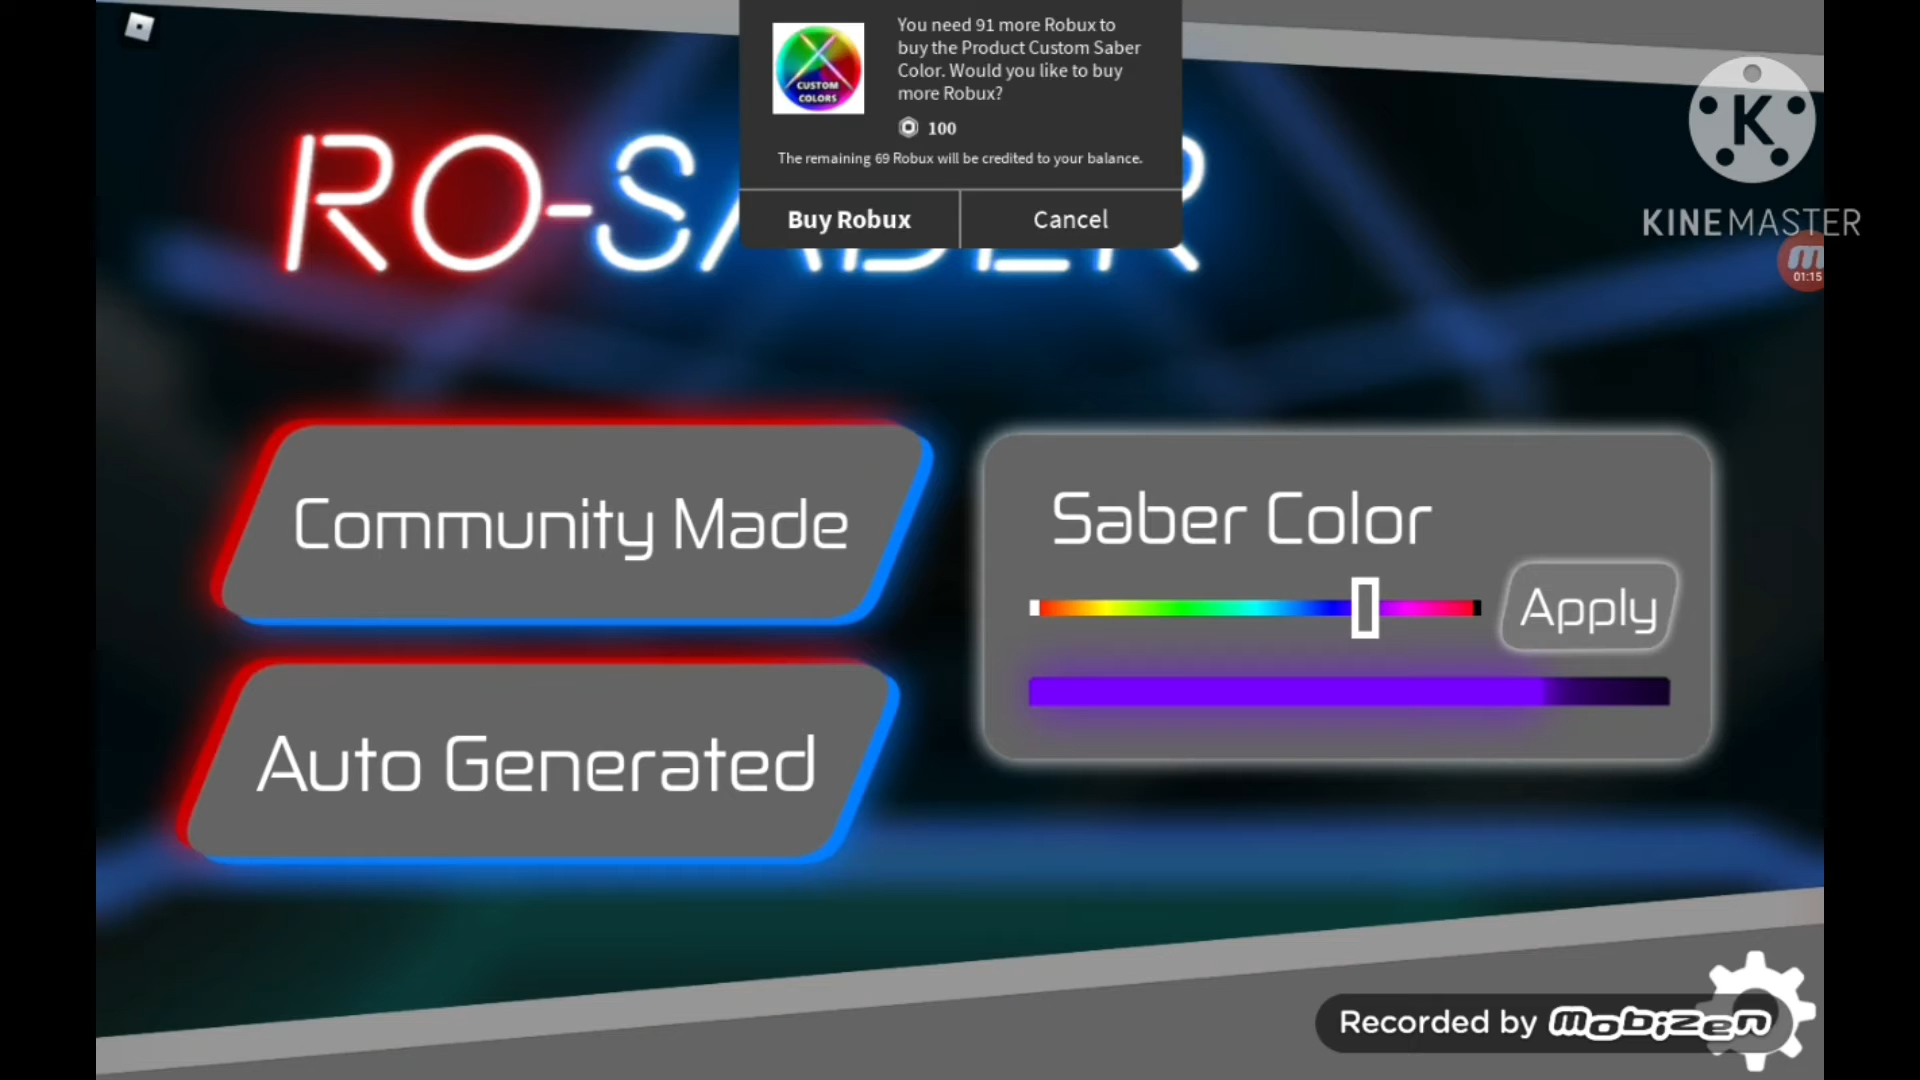 You need 91 more Robux to
buy the Product Custom Saber
Color. Would you like to buy
more Robux?
CUSTOM
COLORS
100
The remaining 69 Robux will be credited to your balance.
Buy Robux
Cancel
RO-SABER
K
KINEMASTER
01:15
Community Made
Saber Color
Apply
Auto Generated
Recorded by Mobizen